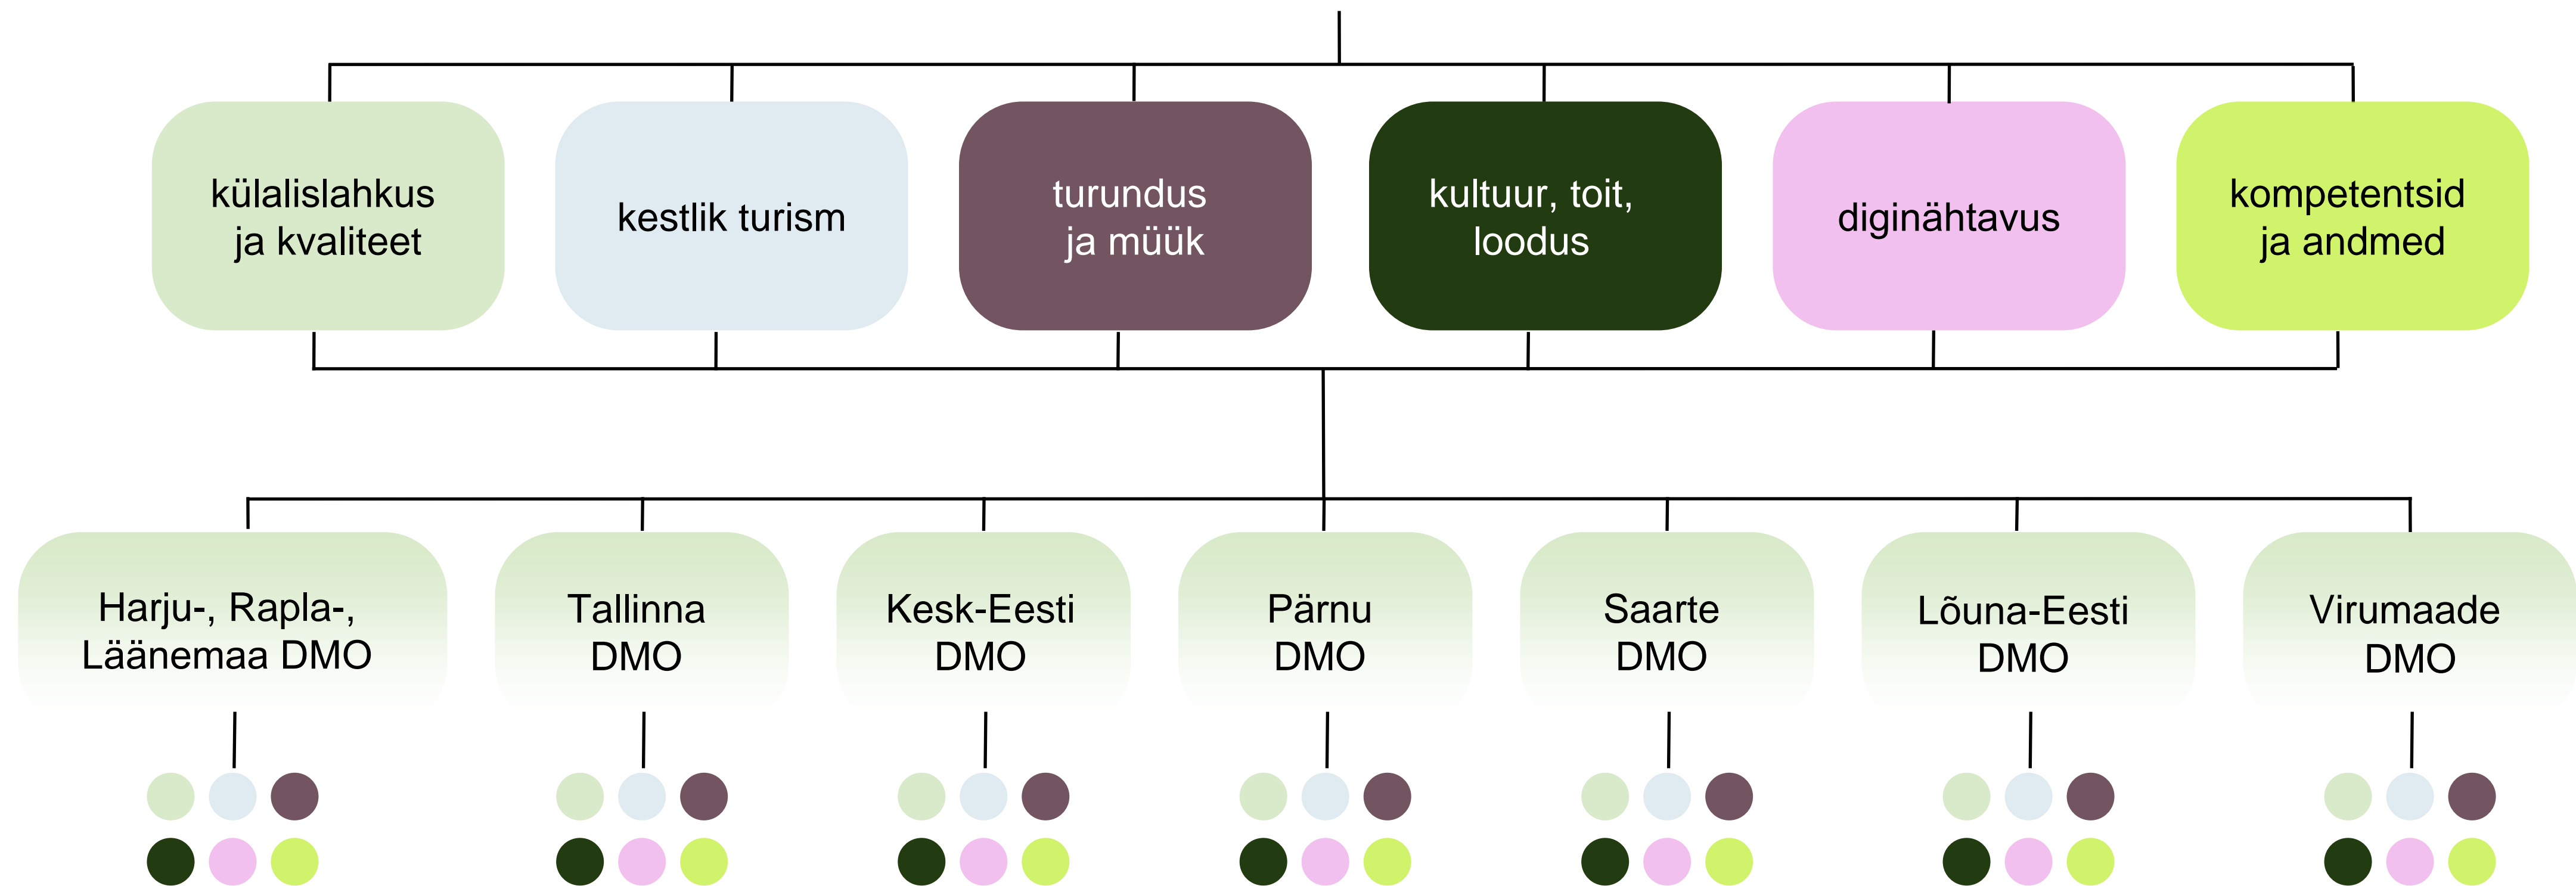 külalislahkus
ja kvaliteet
kestlik turism
turundus
ja müük
kultuur, toit,
loodus
diginähtavus
kompetentsid
ja andmed
Harju-, Rapla-,
Läänemaa DMO
Tallinna
DMO
Kesk-Eesti
DMO
Pärnu
DMO
Saarte
DMO
Lõuna-Eesti
DMO
Virumaade
DMO